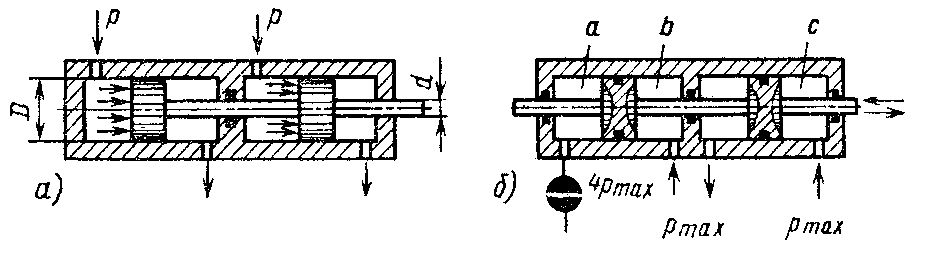 p p
a b c
D d
а) б)
4pmax
pmax pmax